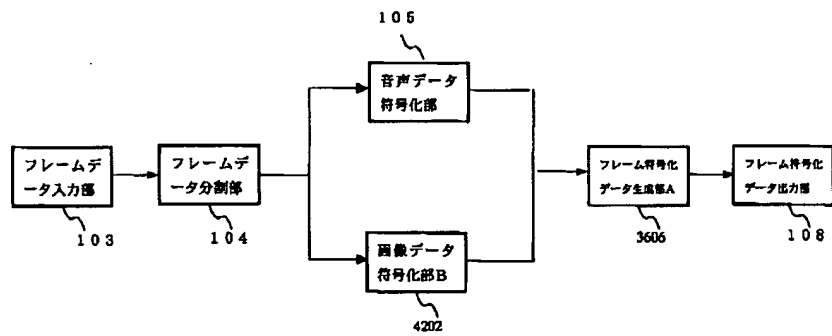 105
音声データ
符号化部
フレームデ
ータ入力部
103
フレームデ
ータ分割部
104
画像データ
符号化部B
4202
フレーム符号化
データ生成部A
3606
フレーム符号化
データ出力部
108